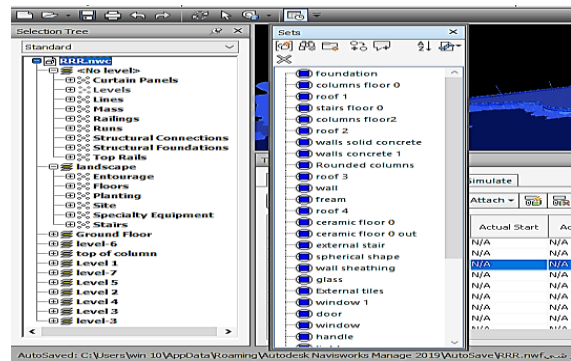 Selection Tree
Standard
RRR.nwc
<No level>
Curtain Panels
Levels
Lines
Mass
Railings
Runs
Structural Connections
Structural Foundations
Top Rails
landscape
Entourage
Floors
Planting
Site
Specialty Equipment
Stairs
Ground Floor
level-6
top of column
Level 1
level-7
Level 5
Level 2
Level 4
Level 3
level-3
Sets
foundation
columns floor 0
roof 1
stairs floor 0
columns floor2
roof 2
walls solid concrete
walls concrete 1
Rounded columns
roof 3
wall
fream
roof 4
ceramic floor 0
ceramic floor 0 out
external stair
spherical shape
wall sheathing
glass
External tiles
window 1
door
window
handle
Simulate
Attach
Actual Start
N/A
N/A
N/A
N/A
N/A
N/A
N/A
N/A
N/A
N/A
N/A
N/A
N/A
N/A
AutoSaved: C:\Users\win 10\AppData\Roaming\Autodesk Navisworks Manage 2019\AutoSave\RRR.nwf